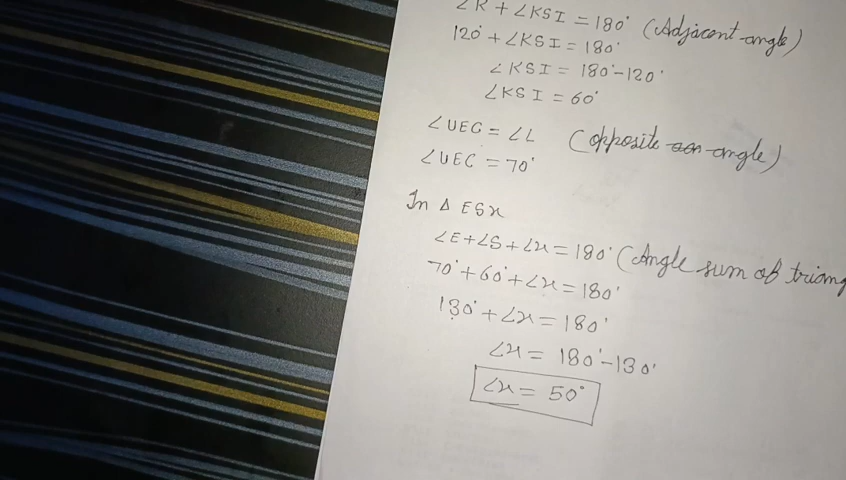 ∠K + ∠KSI = 180° (Adjacent angle)
120° + ∠KSI = 180°
∠KSI = 180° - 120°
∠KSI = 60°
∠UEC = ∠L (Opposite angle)
∠UEC = 70°
In Δ ESx
∠E + ∠S + ∠x = 180° (Angle sum of triang
70° + 60° + ∠x = 180°
130° + ∠x = 180°
∠x = 180° - 130°
∠x = 50°